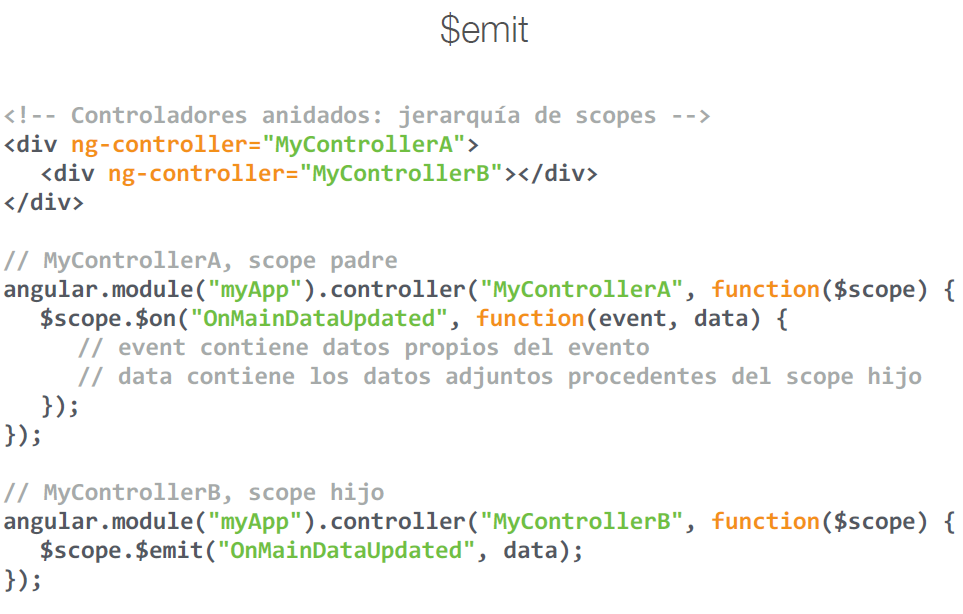 $emit
<!-- Controladores anidados: jerarquía de scopes -->
<div ng-controller="MyControllerA">
<div ng-controller="MyControllerB"></div>
</div>
// MyControllerA, scope padre
angular.module("myApp").controller("MyControllerA", function($scope) {
$scope.$on("OnMainDataUpdated", function(event, data) {
// event contiene datos propios del evento
// data contiene los datos adjuntos procedentes del scope hijo
});
});
// MyControllerB, scope hijo
angular.module("myApp").controller("MyControllerB", function($scope) {
$scope.$emit("OnMainDataUpdated", data);
});